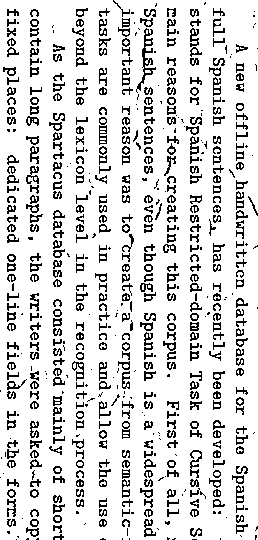 A new offline handwritten database for the Spanish
full Spanish sentences, has recently been developed:
stands for Spanish Restricted-domain Task of Cursive S
main reasons for creating this corpus. First of all,
Spanish sentences, even though Spanish is a widespread
important reason was to create a corpus from semantic-
tasks are commonly used in practice and allow the use
beyond the lexicon level in the recognition process.
As the Spartacus database consisted mainly of short
contain long paragraphs, the writers were asked to cop
fixed places: dedicated one-line fields in the forms.